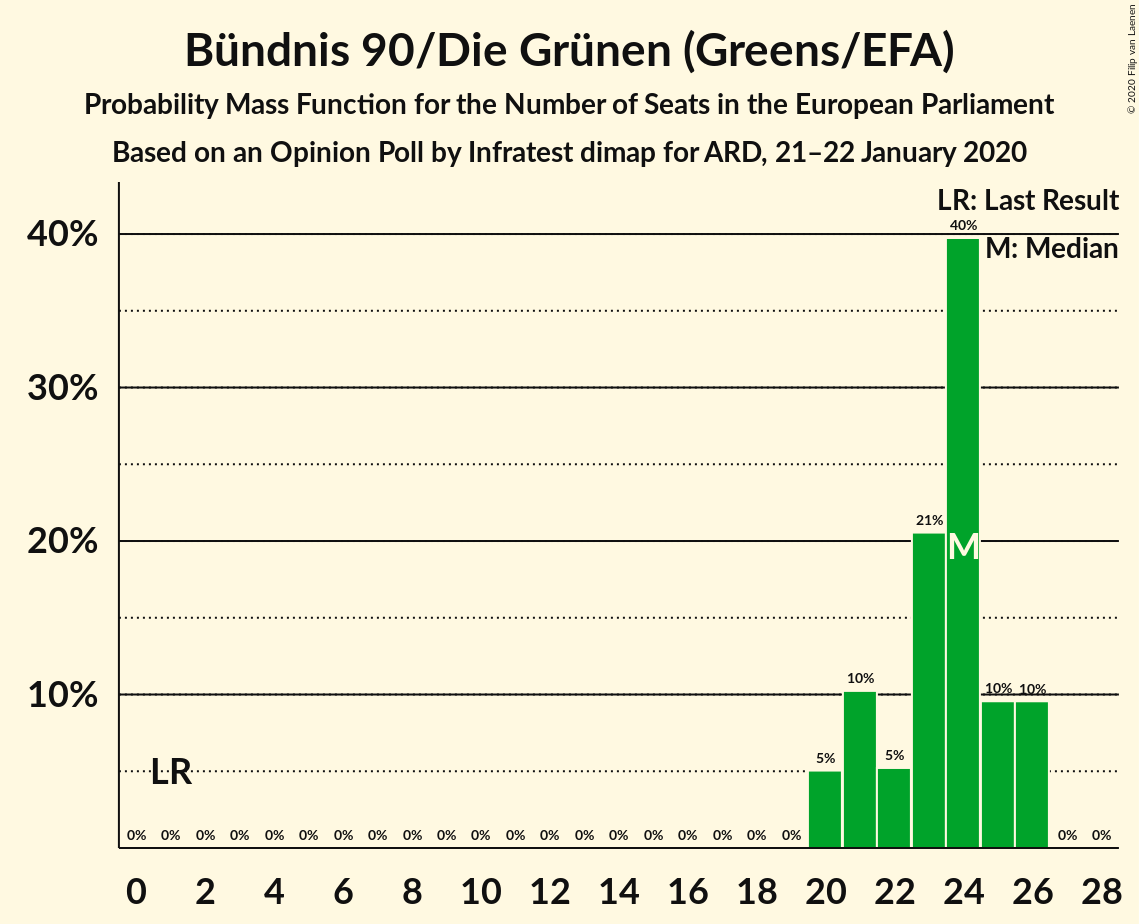 Bündnis 90/Die Grünen (Greens/EFA)
Probability Mass Function for the Number of Seats in the European Parliament
Based on an Opinion Poll by Infratest dimap for ARD, 21–22 January 2020
© 2020 Filip van Laenen
LR: Last Result
M: Median
40%
30%
20%
10%
40%
21%
M
10%
10% 10%
5%
5%
LR
0% 0% 0% 0% 0% 0% 0% 0% 0% 0% 0% 0% 0% 0% 0% 0% 0% 0% 0% 0% 0% 0%
0 2 4 6 8 10 12 14 16 18 20 22 24 26 28